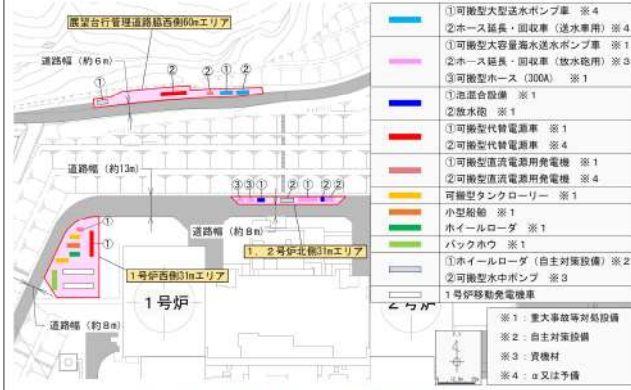 展望台行管理道路脇西側60mエリア
道路幅(約6m)
①
②
②
①
②
道路幅(約13m)
③③①
②
①
②②
道路幅(約8m)
1、2号炉北側31mエリア
①
①
1号炉西側31mエリア
1号炉
2号炉
道路幅(約8m)
①可搬型大型送水ポンプ車 ※4
②ホース延長・回収車(送水車用)※4
①可搬型大容量海水送水ポンプ車 ※1
②ホース延長・回収車(放水砲用)※3
③可搬型ホース(300A) ※1
①泡混合設備 ※1
②放水砲 ※1
①可搬型代替電源車 ※1
②可搬型代替電源車 ※4
①可搬型直流電源用発電機 ※1
②可搬型直流電源用発電機 ※4
可搬型タンクローリー ※1
小型船舶 ※1
ホイールローダ ※1
バックホウ ※1
①ホイールローダ(自主対策設備)※2
②可搬型水中ポンプ ※3
1号炉移動発電機車
※1:重大事故等対処設備
※2:自主対策設備
※3:資機材
※4:α又は予備